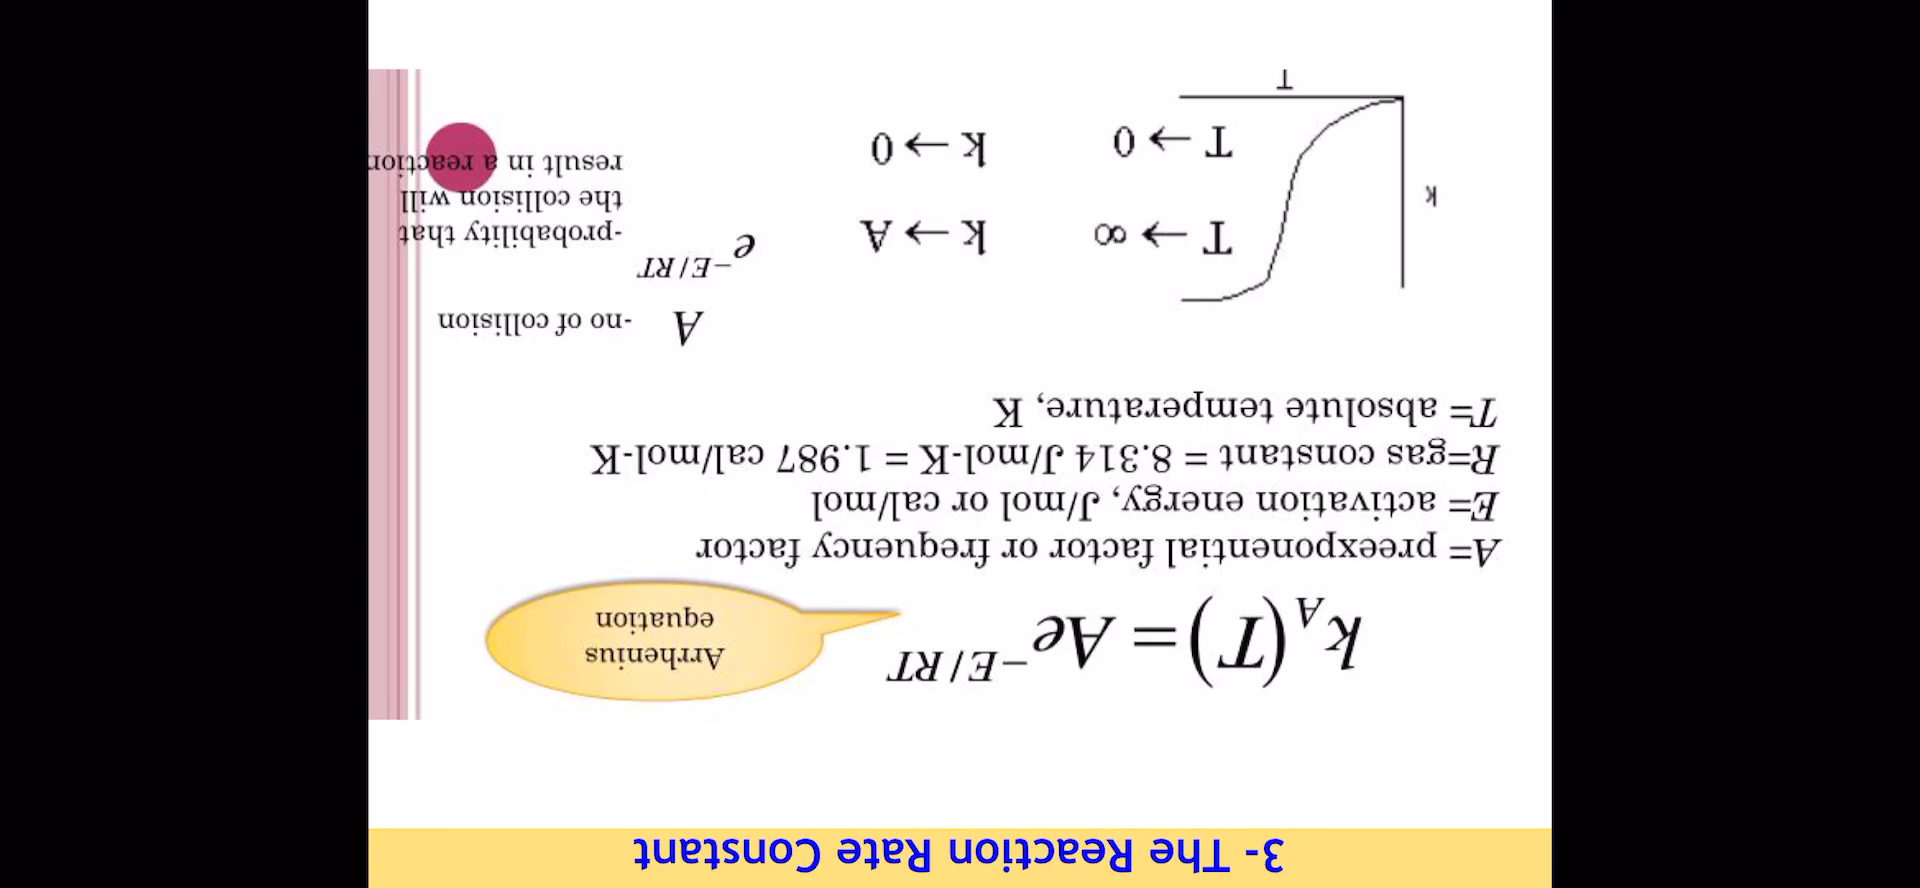 3- The Reaction Rate Constant
k_A(T) = Ae^{-E/RT}
Arrhenius
equation
A= preexponential factor or frequency factor
E= activation energy, J/mol or cal/mol
R=gas constant = 8.314 J/mol-K = 1.987 cal/mol-K
T= absolute temperature, K
k
T
T → ∞
k → A
T → 0
k → 0
A -no of collision
e^{-E/RT}
-probability that
the collision will
result in a reaction